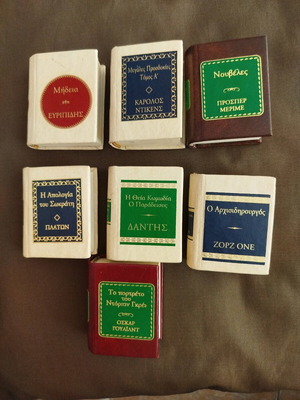 Μήδεια
ΕΥΡΙΠΙΔΗΣ
Μεγάλες Προσδοκίες
Τόμος Α'
ΚΑΡΟΛΟΣ
ΝΤΙΚΕΝΣ
Νουβέλες
ΠΡΟΣΠΕΡ
ΜΕΡΙΜΕ
Η Απολογία
του Σωκράτη
ΠΛΑΤΩΝ
Η Θεία Κωμωδία
Ο Παράδεισος
ΔΑΝΤΗΣ
Ο Αρχισιδηρουργός
ΖΟΡΖ ΟΝΕ
Το πορτρέτο
του
Ντόριαν Γκρέι
ΟΣΚΑΡ
ΓΟΥΑΪΛΝΤ